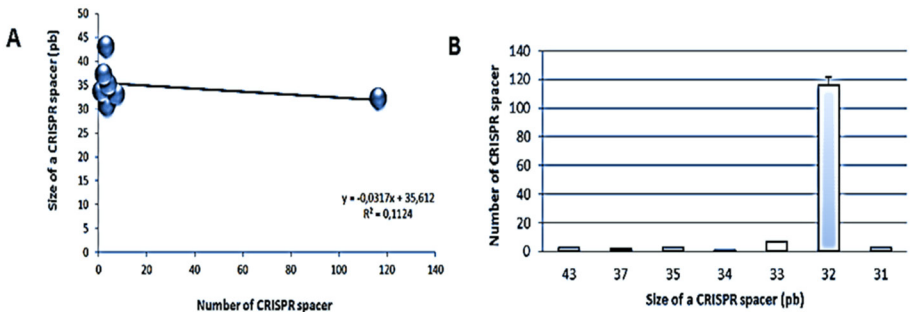 A
Size of a CRISPR spacer (pb)
50
45
40
35
30
25
20
15
10
5
0
0 20 40 60 80 100 120 140
y = -0,0317x + 35,612
R² = 0,1124
Number of CRISPR spacer
B
Number of CRISPR spacer
140
120
100
80
60
40
20
0
43 37 35 34 33 32 31
Size of a CRISPR spacer (pb)